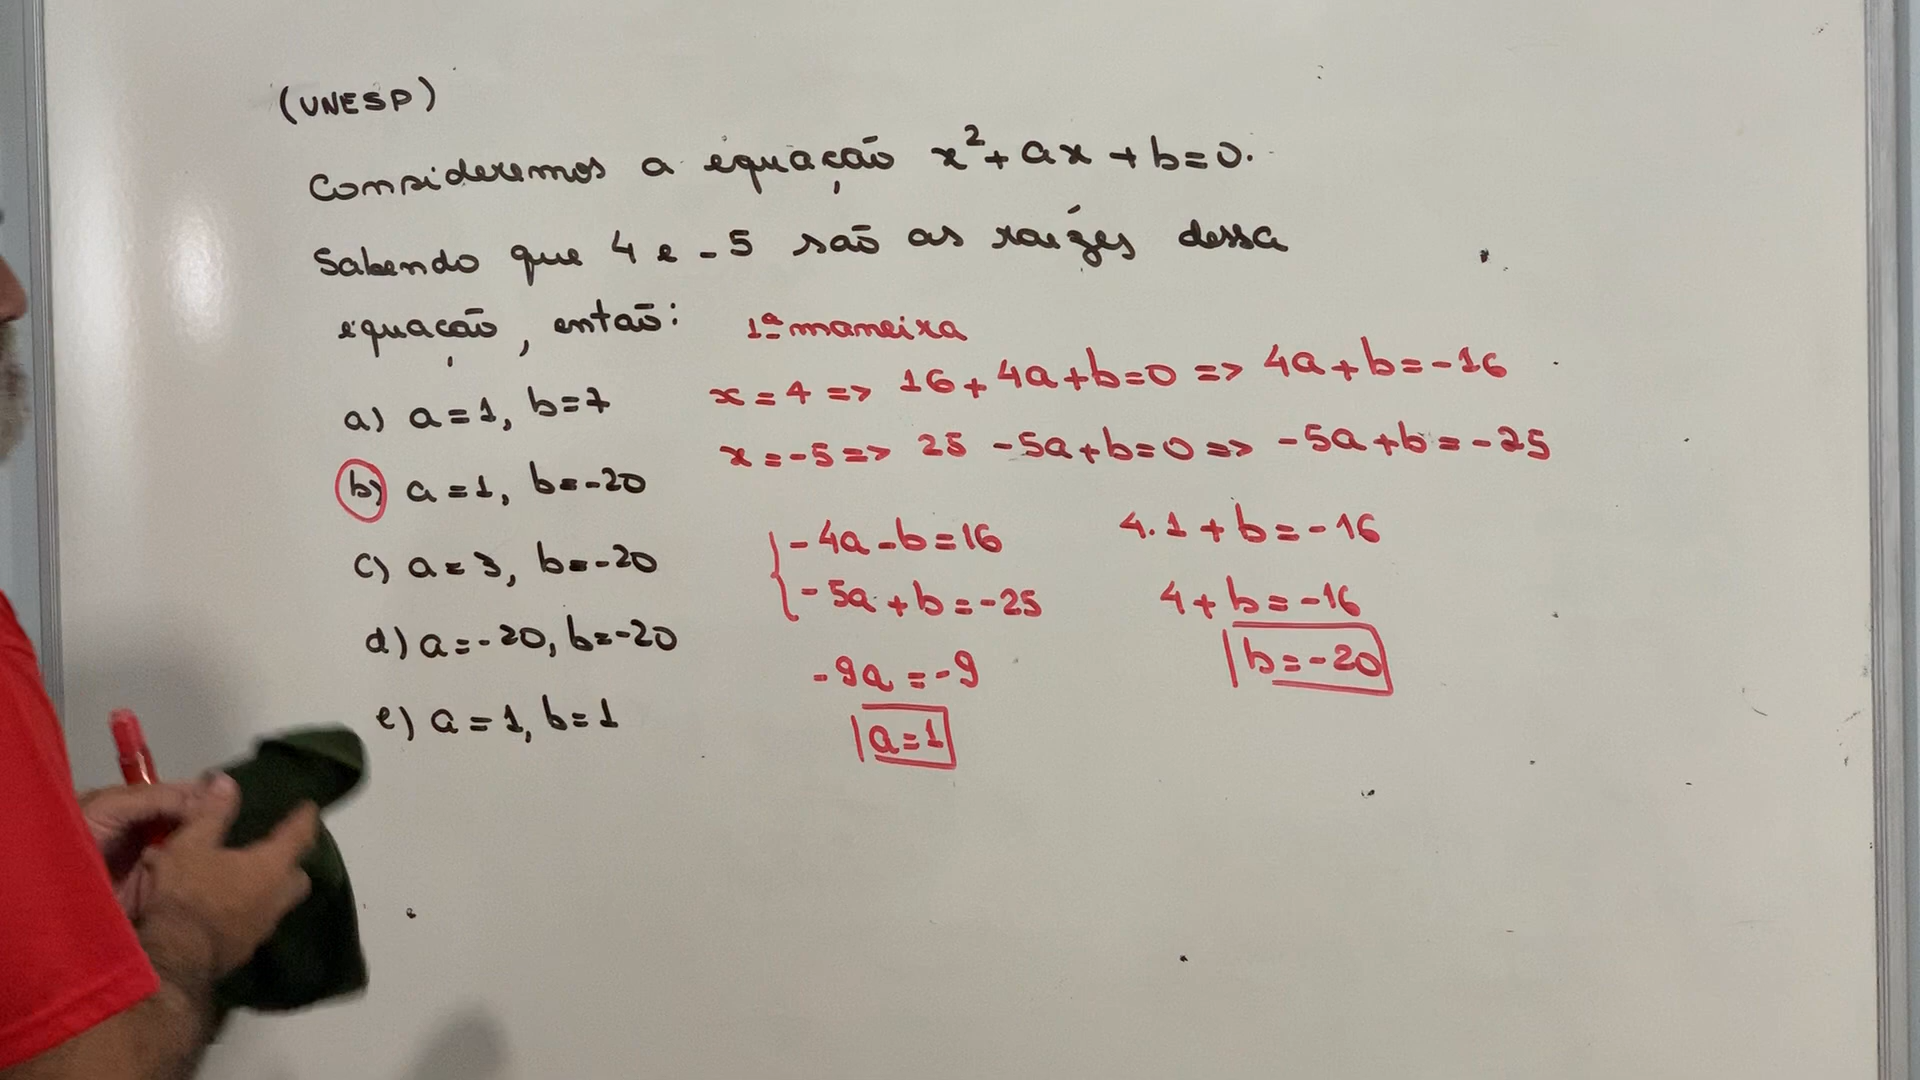 (UNESP)
Consideremos a equação x²+ax+b=0.
Sabendo que 4 e -5 são as raízes dessa
equação, então:
1ª maneira
a) a=1, b=7
b) a=1, b=-20
c) a=3, b=-20
d) a=-20, b=-20
e) a=1, b=1
x=4 => 16+4a+b=0 => 4a+b=-16
x=-5=> 25 -5a+b=0=> -5a+b=-25
{-4a-b=16
-5a+b=-25
-9a=-9
a=1
4.1+b=-16
4+b=-16
b=-20